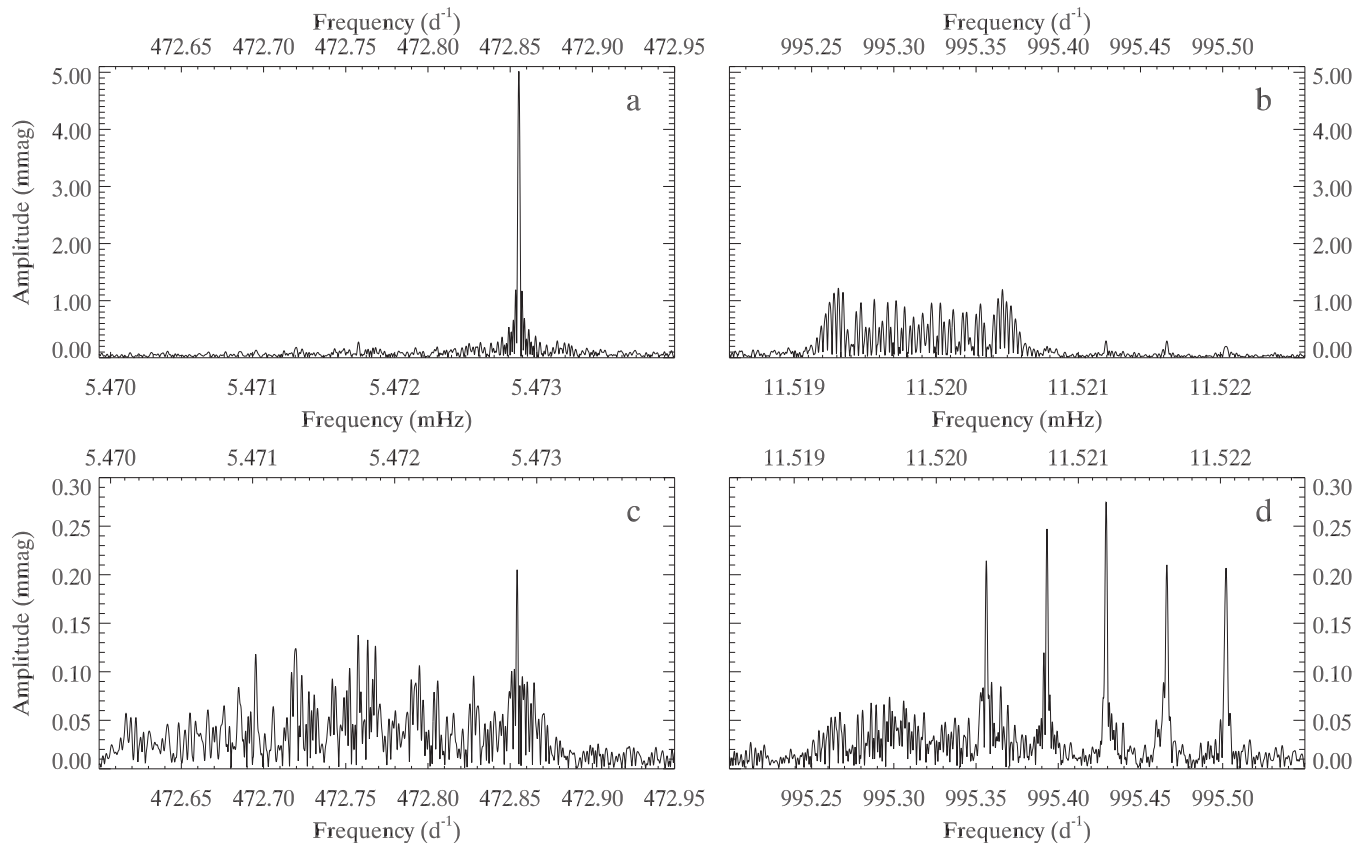 Frequency (d⁻¹)
472.65 472.70 472.75 472.80 472.85 472.90 472.95
5.00
4.00
3.00
2.00
1.00
0.00
Amplitude (mmag)
a
5.470 5.471 5.472 5.473
Frequency (mHz)
Frequency (d⁻¹)
995.25 995.30 995.35 995.40 995.45 995.50
b
5.00
4.00
3.00
2.00
1.00
0.00
11.519 11.520 11.521 11.522
Frequency (mHz)
5.470 5.471 5.472 5.473
0.30
0.25
0.20
0.15
0.10
0.05
0.00
Amplitude (mmag)
c
472.65 472.70 472.75 472.80 472.85 472.90 472.95
Frequency (d⁻¹)
11.519 11.520 11.521 11.522
d
0.30
0.25
0.20
0.15
0.10
0.05
0.00
995.25 995.30 995.35 995.40 995.45 995.50
Frequency (d⁻¹)